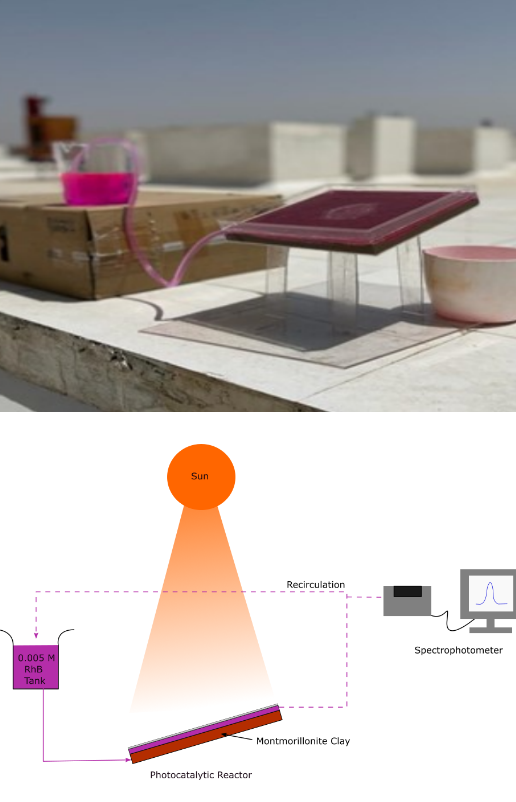 Sun
Recirculation
0.005 M
RhB
Tank
Spectrophotometer
Montmorillonite Clay
Photocatalytic Reactor